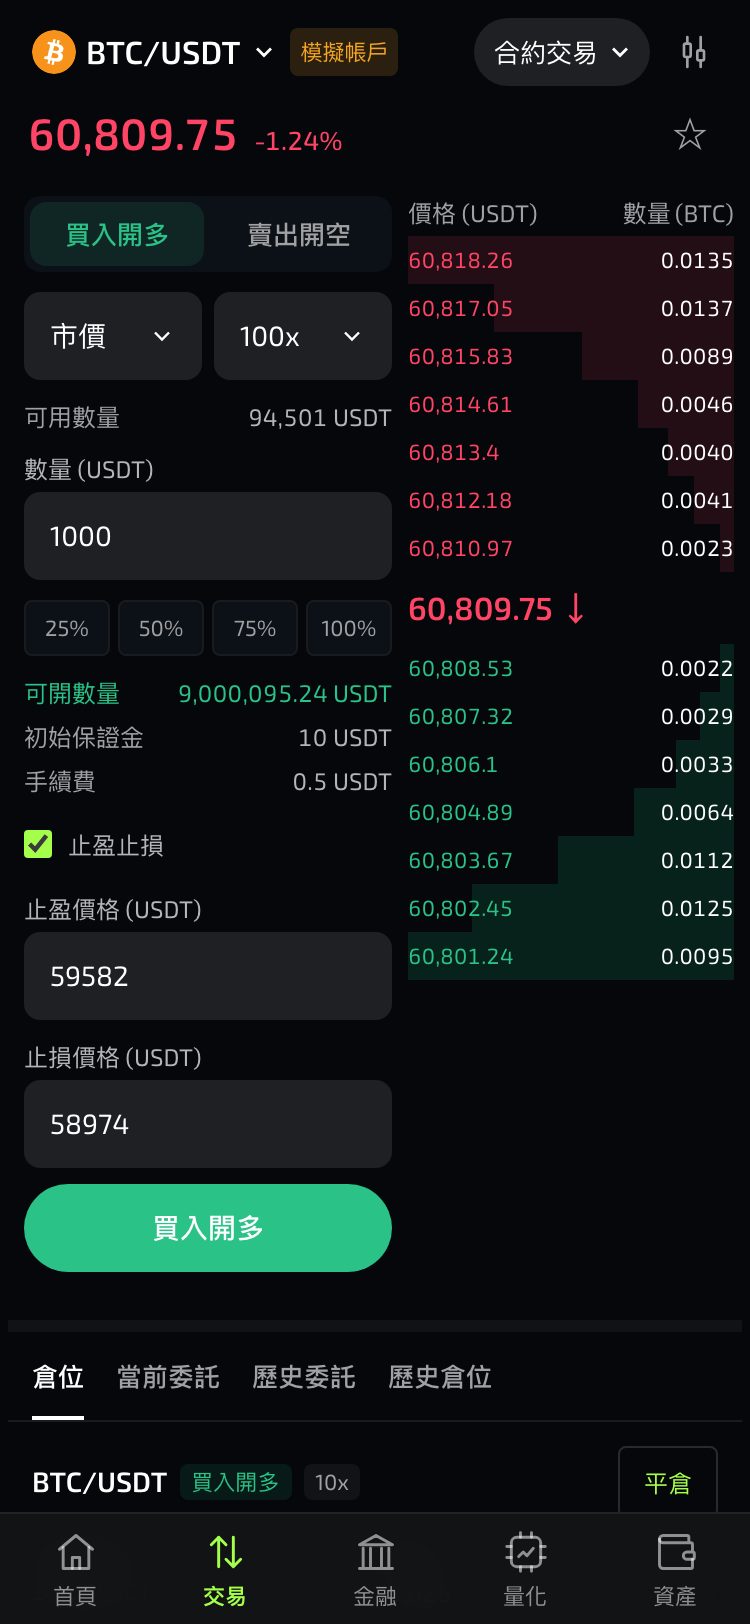 BTC/USDT 模擬帳戶 合約交易
60,809.75 -1.24%
買入開多 賣出開空
市價 100x
可用數量 94,501 USDT
數量 (USDT)
1000
25% 50% 75% 100%
可開數量 9,000,095.24 USDT
初始保證金 10 USDT
手續費 0.5 USDT
止盈止損
止盈價格 (USDT)
59582
止損價格 (USDT)
58974
買入開多
價格 (USDT) 數量 (BTC)
60,818.26 0.0135
60,817.05 0.0137
60,815.83 0.0089
60,814.61 0.0046
60,813.4 0.0040
60,812.18 0.0041
60,810.97 0.0023
60,809.75 ↓
60,808.53 0.0022
60,807.32 0.0029
60,806.1 0.0033
60,804.89 0.0064
60,803.67 0.0112
60,802.45 0.0125
60,801.24 0.0095
倉位 當前委託 歷史委託 歷史倉位
BTC/USDT 買入開多 10x 平倉
首頁 交易 金融 量化 資產